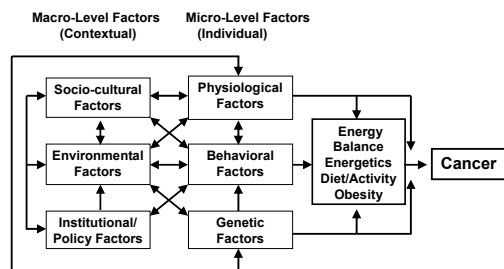 Macro-Level Factors
(Contextual)
Micro-Level Factors
(Individual)
Socio-cultural
Factors
Physiological
Factors
Environmental
Factors
Behavioral
Factors
Energy
Balance
Energetics
Diet/Activity
Obesity
Cancer
Institutional/
Policy Factors
Genetic
Factors